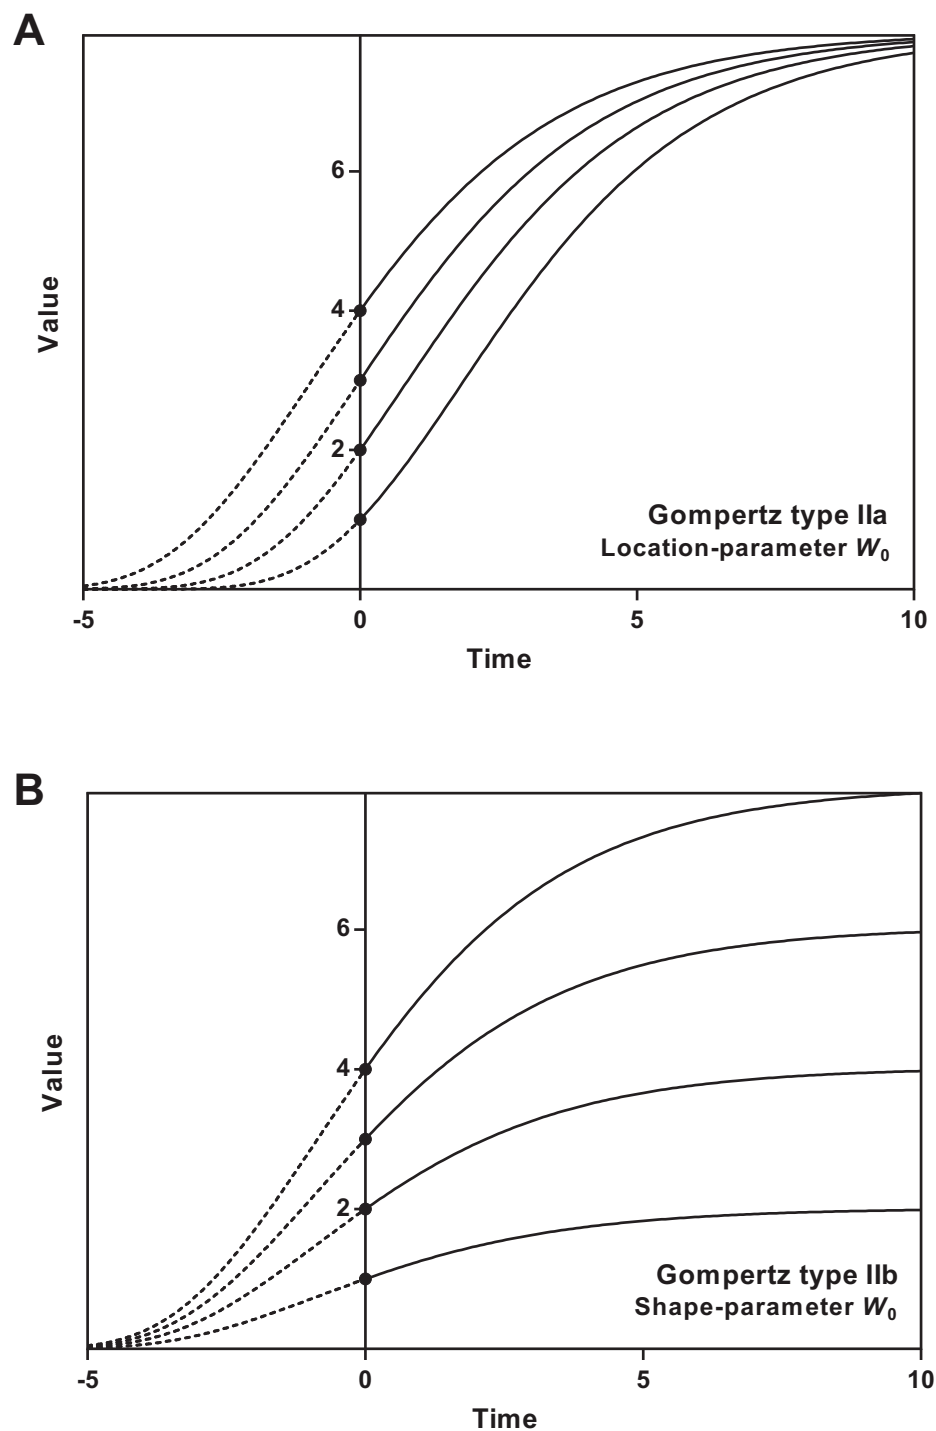 A
6
4
2
Value
Gompertz type IIa
Location-parameter W0
-5 0 5 10
Time
B
6
4
2
Value
Gompertz type IIb
Shape-parameter W0
-5 0 5 10
Time